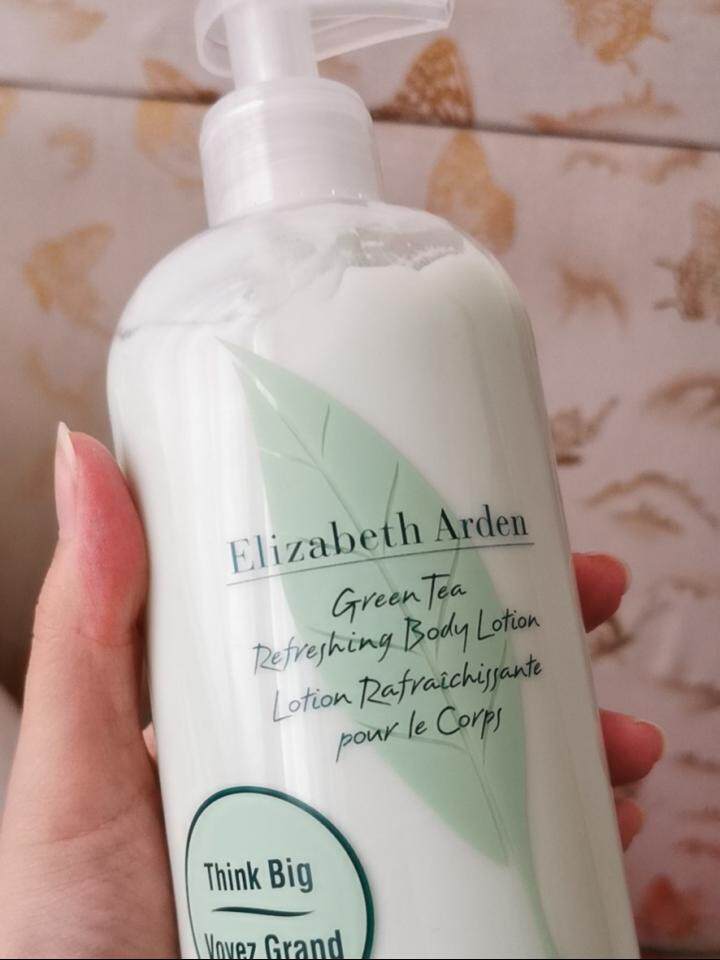 Elizabeth Arden
Green Tea
Refreshing Body Lotion
Lotion Rafraîchissante
pour le Corps
Think Big
Voyez Grand